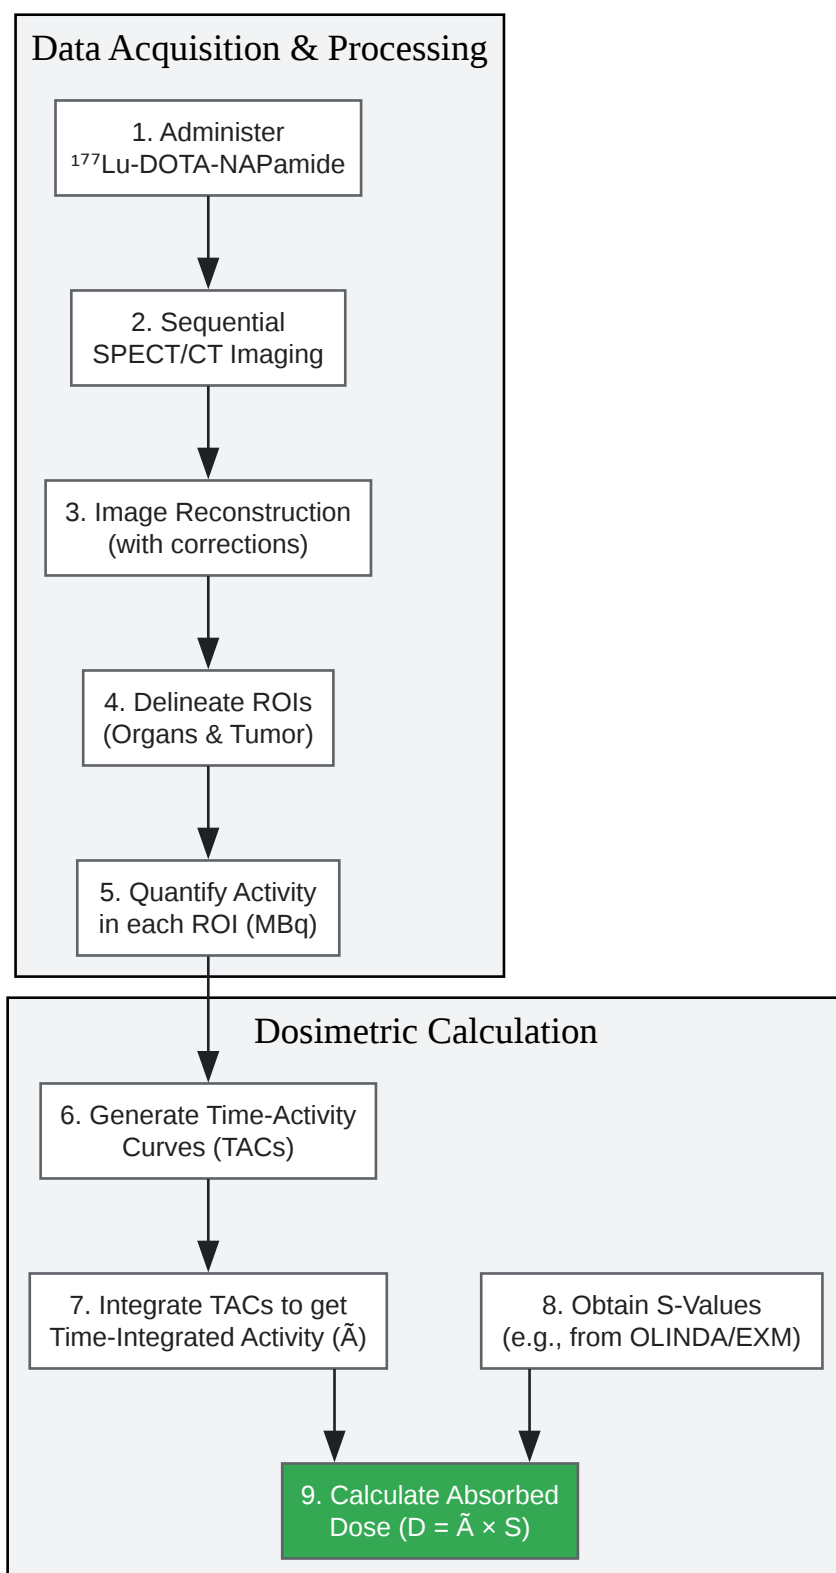 Data Acquisition & Processing
1. Administer
¹⁷⁷Lu-DOTA-NAPamide
2. Sequential
SPECT/CT Imaging
3. Image Reconstruction
(with corrections)
4. Delineate ROIs
(Organs & Tumor)
5. Quantify Activity
in each ROI (MBq)
Dosimetric Calculation
6. Generate Time-Activity
Curves (TACs)
7. Integrate TACs to get
Time-Integrated Activity (Ã)
8. Obtain S-Values
(e.g., from OLINDA/EXM)
9. Calculate Absorbed
Dose (D = Ã × S)